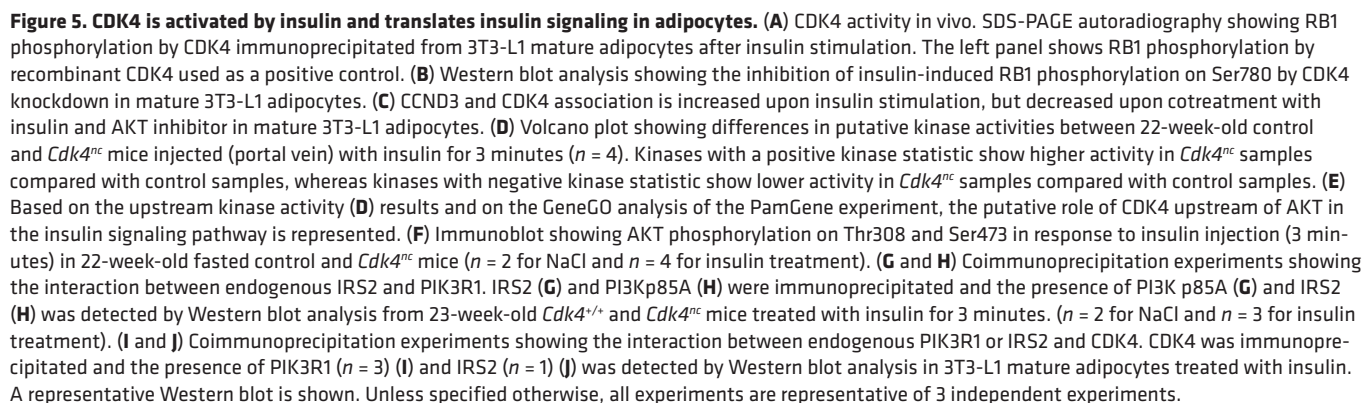 Figure 5. CDK4 is activated by insulin and translates insulin signaling in adipocytes. (A) CDK4 activity in vivo. SDS-PAGE autoradiography showing RB1
phosphorylation by CDK4 immunoprecipitated from 3T3-L1 mature adipocytes after insulin stimulation. The left panel shows RB1 phosphorylation by
recombinant CDK4 used as a positive control. (B) Western blot analysis showing the inhibition of insulin-induced RB1 phosphorylation on Ser780 by CDK4
knockdown in mature 3T3-L1 adipocytes. (C) CCND3 and CDK4 association is increased upon insulin stimulation, but decreased upon cotreatment with
insulin and AKT inhibitor in mature 3T3-L1 adipocytes. (D) Volcano plot showing differences in putative kinase activities between 22-week-old control
and Cdk4ⁿᶜ mice injected (portal vein) with insulin for 3 minutes (n = 4). Kinases with a positive kinase statistic show higher activity in Cdk4ⁿᶜ samples
compared with control samples, whereas kinases with negative kinase statistic show lower activity in Cdk4ⁿᶜ samples compared with control samples. (E)
Based on the upstream kinase activity (D) results and on the GeneGO analysis of the PamGene experiment, the putative role of CDK4 upstream of AKT in
the insulin signaling pathway is represented. (F) Immunoblot showing AKT phosphorylation on Thr308 and Ser473 in response to insulin injection (3 min-
utes) in 22-week-old fasted control and Cdk4ⁿᶜ mice (n = 2 for NaCl and n = 4 for insulin treatment). (G and H) Coimmunoprecipitation experiments showing
the interaction between endogenous IRS2 and PIK3R1. IRS2 (G) and PI3Kp85A (H) were immunoprecipitated and the presence of PI3K p85A (G) and IRS2
(H) was detected by Western blot analysis from 23-week-old Cdk4⁺/⁺ and Cdk4ⁿᶜ mice treated with insulin for 3 minutes. (n = 2 for NaCl and n = 3 for insulin
treatment). (I and J) Coimmunoprecipitation experiments showing the interaction between endogenous PIK3R1 or IRS2 and CDK4. CDK4 was immunopre-
cipitated and the presence of PIK3R1 (n = 3) (I) and IRS2 (n = 1) (J) was detected by Western blot analysis in 3T3-L1 mature adipocytes treated with insulin.
A representative Western blot is shown. Unless specified otherwise, all experiments are representative of 3 independent experiments.